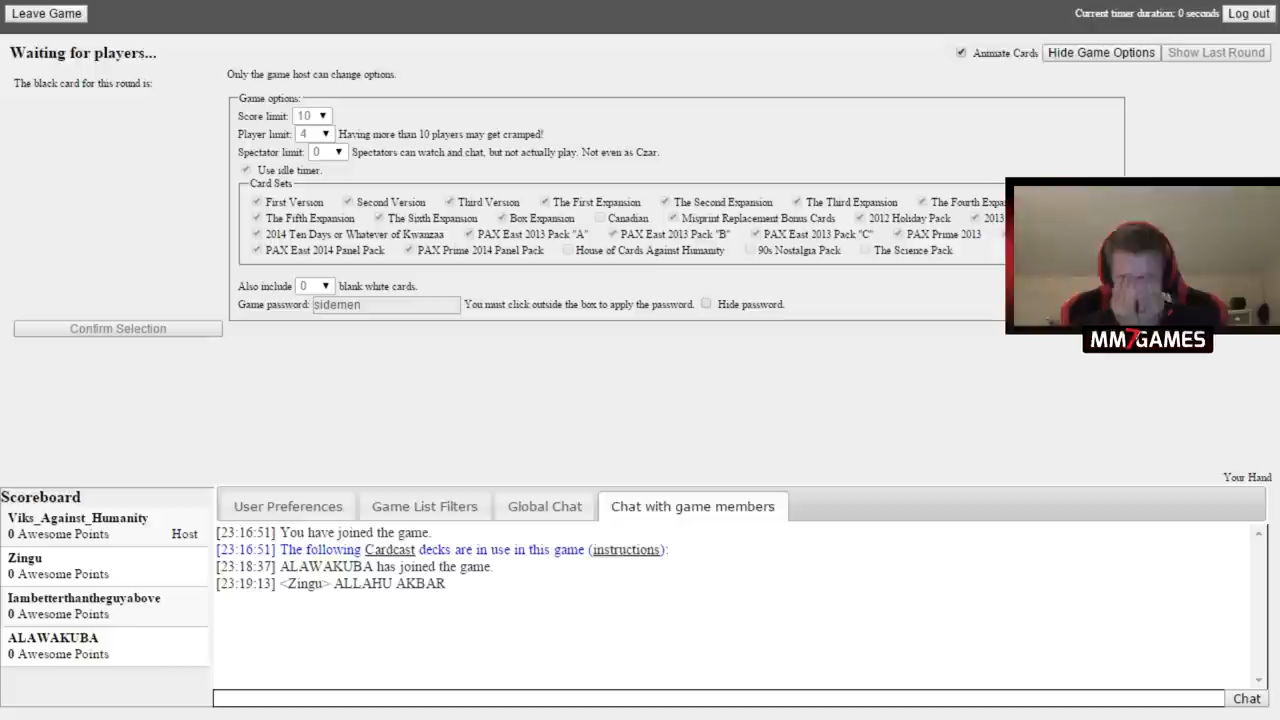 Leave Game
Current timer duration: 0 seconds Log out
Waiting for players...
Animate Cards Hide Game Options Show Last Round
The black card for this round is:
Only the game host can change options.
Game options:
Score limit: 10
Player limit: 4 Having more than 10 players may get cramped!
Spectator limit: 0 Spectators can watch and chat, but not actually play. Not even as Czar.
Use idle timer.
Card Sets
First Version Second Version Third Version The First Expansion The Second Expansion The Third Expansion The Fourth Expa
The Fifth Expansion The Sixth Expansion Box Expansion Canadian Misprint Replacement Bonus Cards 2012 Holiday Pack 2013
2014 Ten Days or Whatever of Kwanzaa PAX East 2013 Pack "A" PAX East 2013 Pack "B" PAX East 2013 Pack "C" PAX Prime 2013
PAX East 2014 Panel Pack PAX Prime 2014 Panel Pack House of Cards Against Humanity 90s Nostalgia Pack The Science Pack
Also include 0 blank white cards.
Game password: sidemen You must click outside the box to apply the password. Hide password.
Confirm Selection
MM7GAMES
Your Hand
Scoreboard
Viks_Against_Humanity
0 Awesome Points Host
Zingu
0 Awesome Points
Iambetterthantheguyabove
0 Awesome Points
ALAWAKUBA
0 Awesome Points
User Preferences Game List Filters Global Chat Chat with game members
[23:16:51] You have joined the game.
[23:16:51] The following Cardcast decks are in use in this game (instructions):
[23:18:37] ALAWAKUBA has joined the game.
[23:19:13] <Zingu> ALLAHU AKBAR
Chat